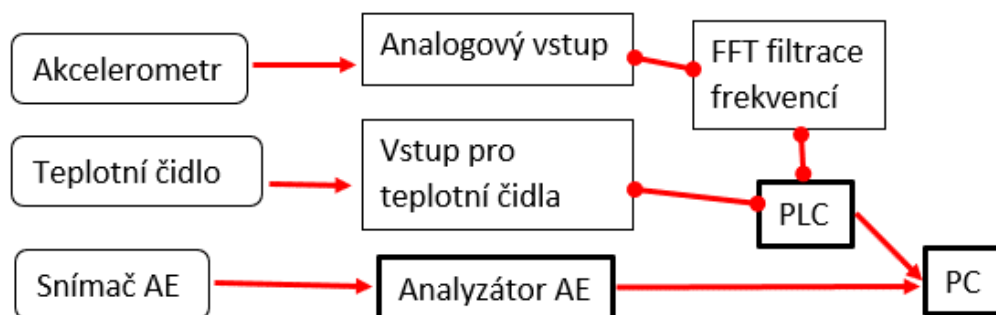 Akcelerometr
Analogový vstup
FFT filtrace
frekvencí
Teplotní čidlo
Vstup pro
teplotní čidla
PLC
Snímač AE
Analyzátor AE
PC